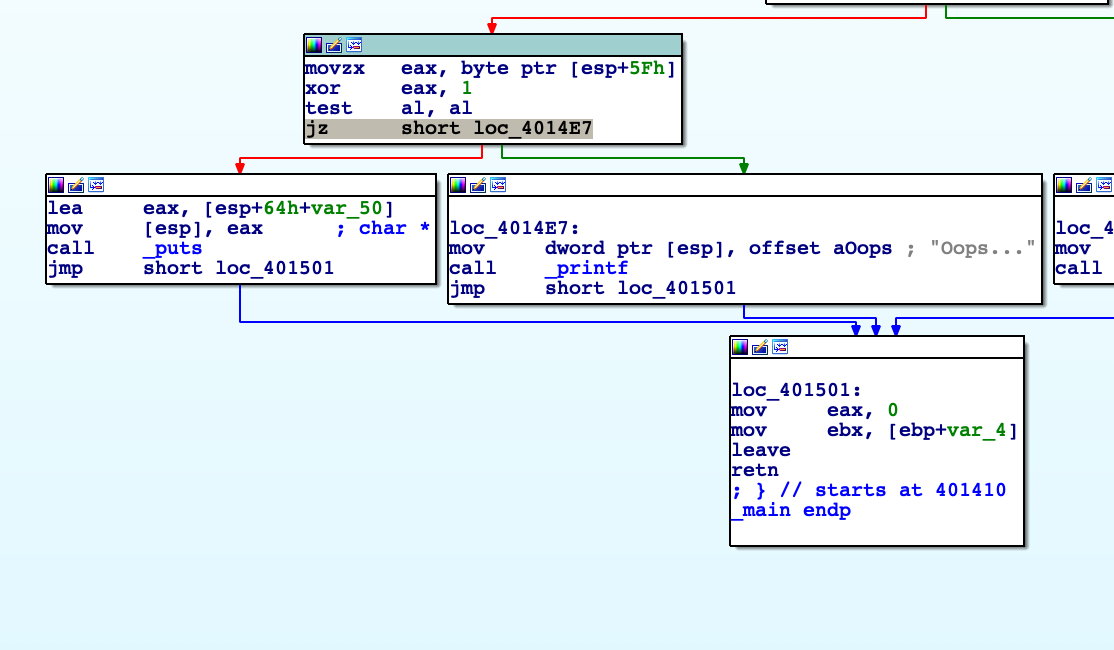 movzx eax, byte ptr [esp+5Fh]
xor eax, 1
test al, al
jz short loc_4014E7
lea eax, [esp+64h+var_50]
mov [esp], eax ; char *
call _puts
jmp short loc_401501
loc_4014E7:
mov dword ptr [esp], offset aOops ; "Oops..."
call _printf
jmp short loc_401501
loc_4
mov
call
loc_401501:
mov eax, 0
mov ebx, [ebp+var_4]
leave
retn
; } // starts at 401410
_main endp